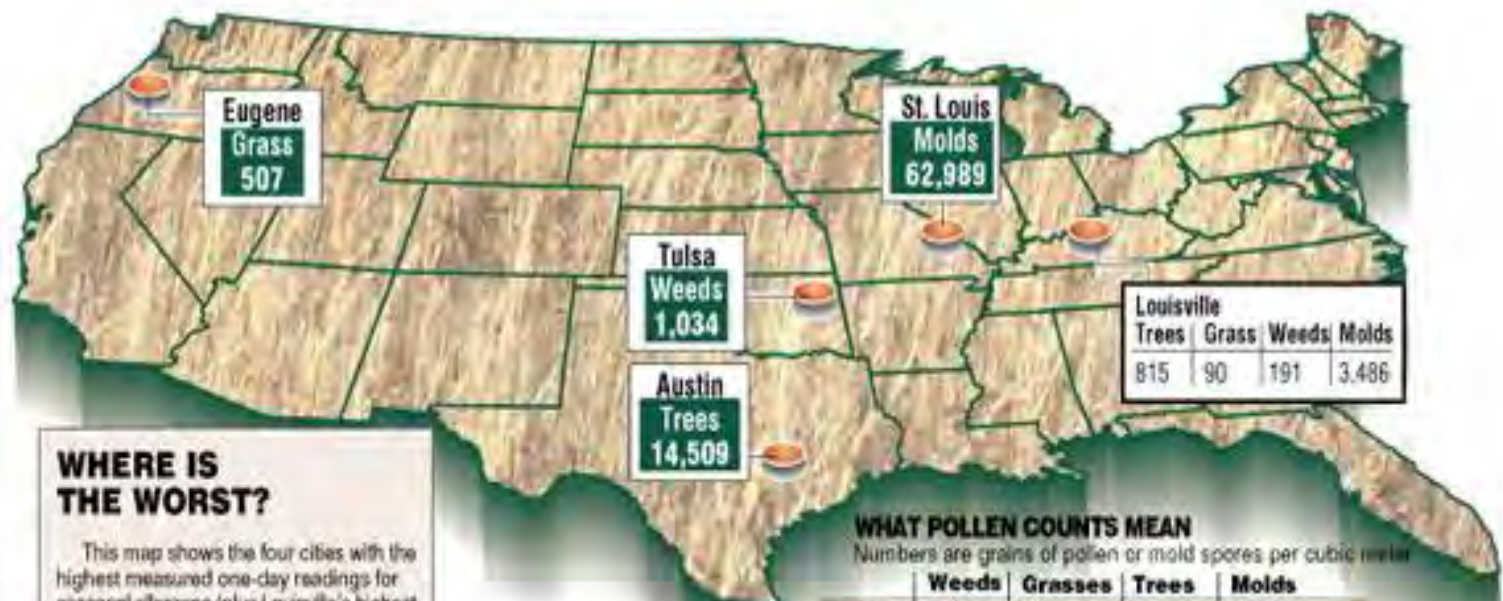 Eugene
Grass
507
St. Louis
Molds
62,989
Tulsa
Weeds
1,034
Louisville
Trees Grass Weeds Molds
815 90 191 3.486
Austin
Trees
14,509
WHERE IS
THE WORST?
This map shows the four cities with the
highest measured one-day readings for
WHAT POLLEN COUNTS MEAN
Numbers are grains of pollen or mold spores per cubic meter
Weeds Grasses Trees Molds